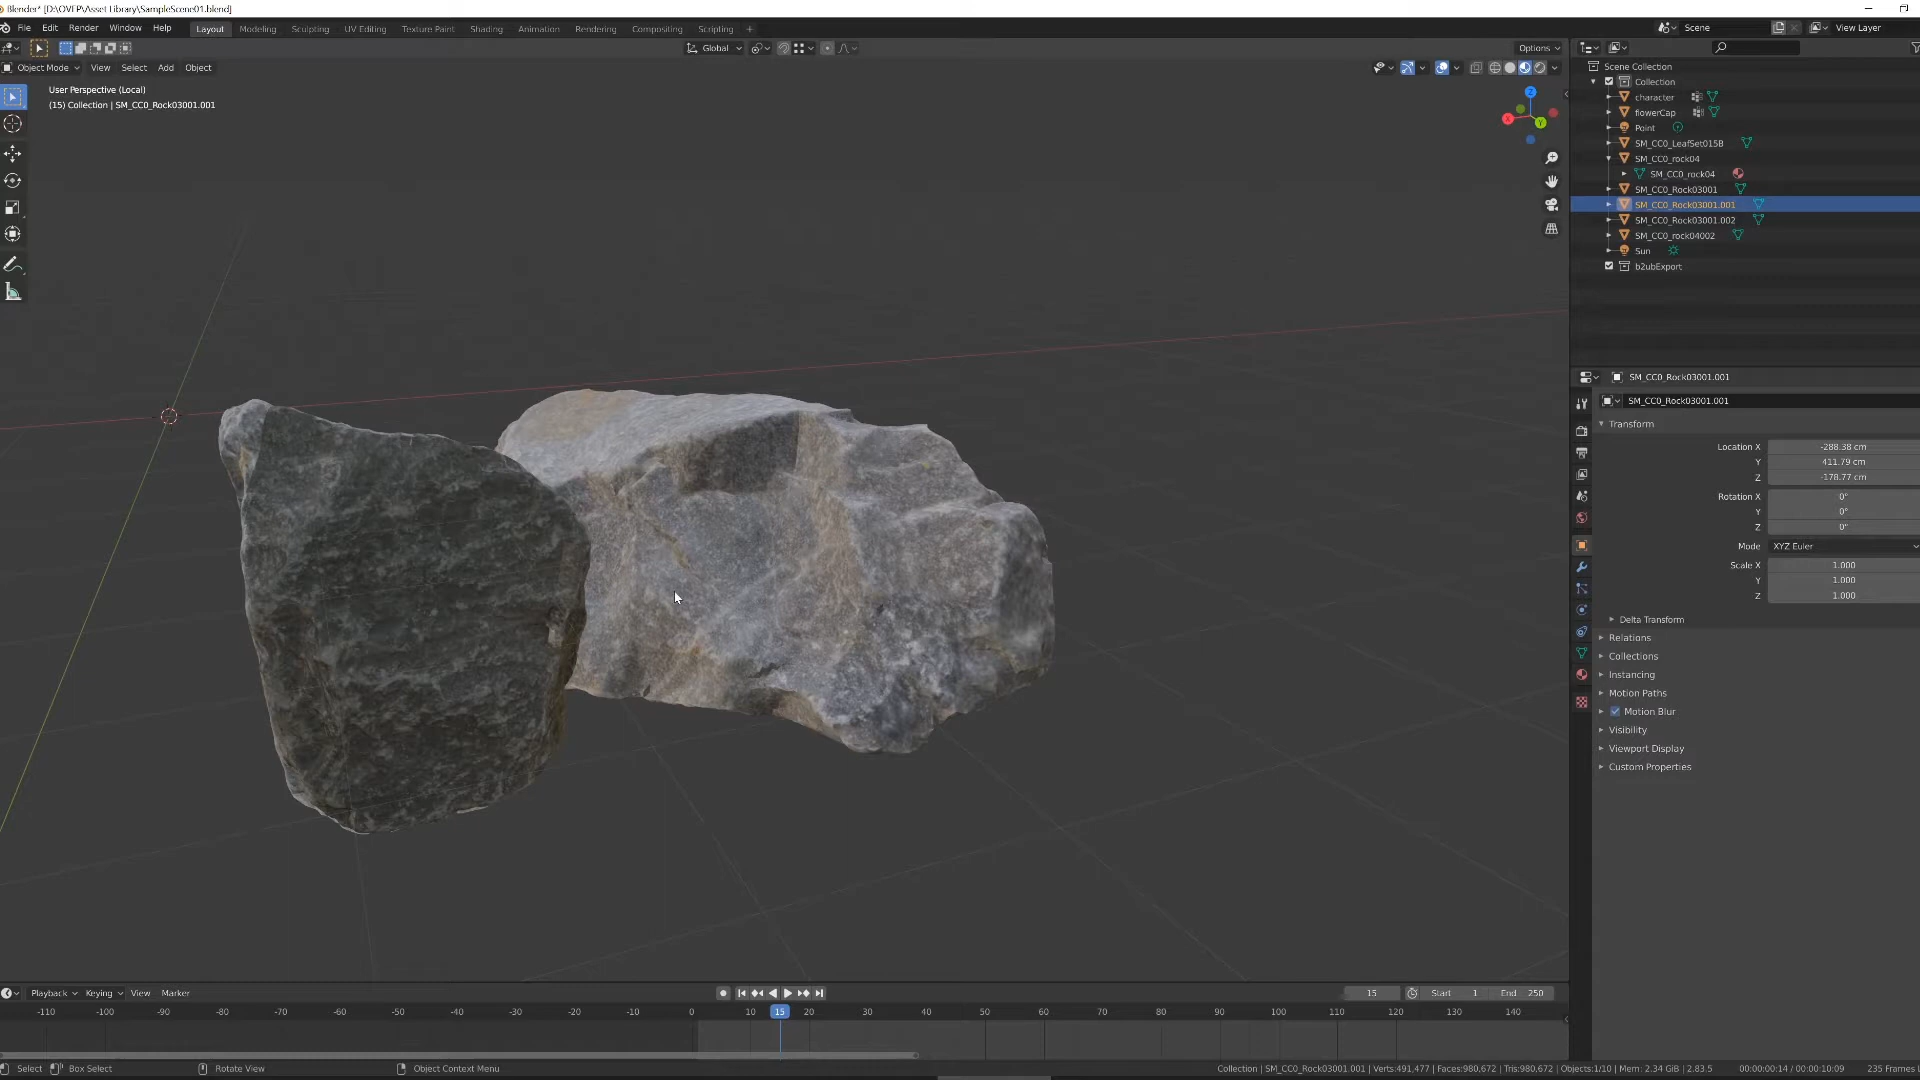 Blender* [D:\OVFP\Asset Library\SampleScene01.blend]
File Edit Render Window Help Layout Modeling Sculpting UV Editing Texture Paint Shading Animation Rendering Compositing Scripting + Scene View Layer
Global Options
Object Mode View Select Add Object
User Perspective (Local)
(15) Collection | SM_CC0_Rock03001.001
Z
X
Y
Scene Collection
Collection
character
flowerCap
Point
SM_CC0_LeafSet015B
SM_CC0_rock04
SM_CC0_rock04
SM_CC0_Rock03001
SM_CC0_Rock03001.001
SM_CC0_Rock03001.002
SM_CC0_rock04002
Sun
b2ubExport
SM_CC0_Rock03001.001
SM_CC0_Rock03001.001
Transform
Location X -288.38 cm
Y 411.79 cm
Z -178.77 cm
Rotation X 0°
Y 0°
Z 0°
Mode XYZ Euler
Scale X 1.000
Y 1.000
Z 1.000
Delta Transform
Relations
Collections
Instancing
Motion Paths
Motion Blur
Visibility
Viewport Display
Custom Properties
Playback Keying View Marker 15 Start 1 End 250
-110 -100 -90 -80 -70 -60 -50 -40 -30 -20 -10 0 10 15 20 30 40 50 60 70 80 90 100 110 120 130 140
Select Box Select Rotate View Object Context Menu Collection | SM_CC0_Rock03001.001 | Verts:491,477 | Faces:980,672 | Tris:980,672 | Objects:1/10 | Mem: 2.34 GiB | 2.83.5 00:00:00:14 / 00:00:10:09 235 Frames L